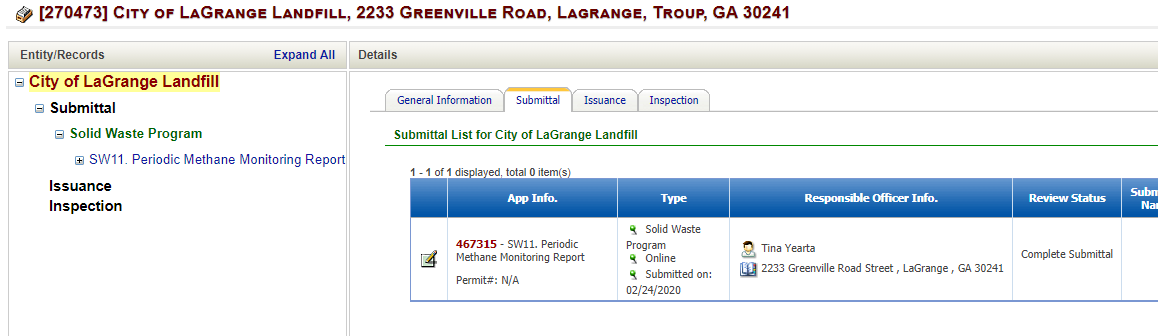 [270473] City of LaGrange Landfill, 2233 Greenville Road, Lagrange, Troup, GA 30241
Entity/Records Expand All
City of LaGrange Landfill
Submittal
Solid Waste Program
SW11. Periodic Methane Monitoring Report
Issuance
Inspection
Details
General Information Submittal Issuance Inspection
Submittal List for City of LaGrange Landfill
1 - 1 of 1 displayed, total 0 item(s)
App Info. Type Responsible Officer Info. Review Status
467315 - SW11. Periodic
Methane Monitoring Report
Permit#: N/A
Solid Waste
Program
Online
Submitted on:
02/24/2020
Tina Yearta
2233 Greenville Road Street , LaGrange , GA 30241
Complete Submittal